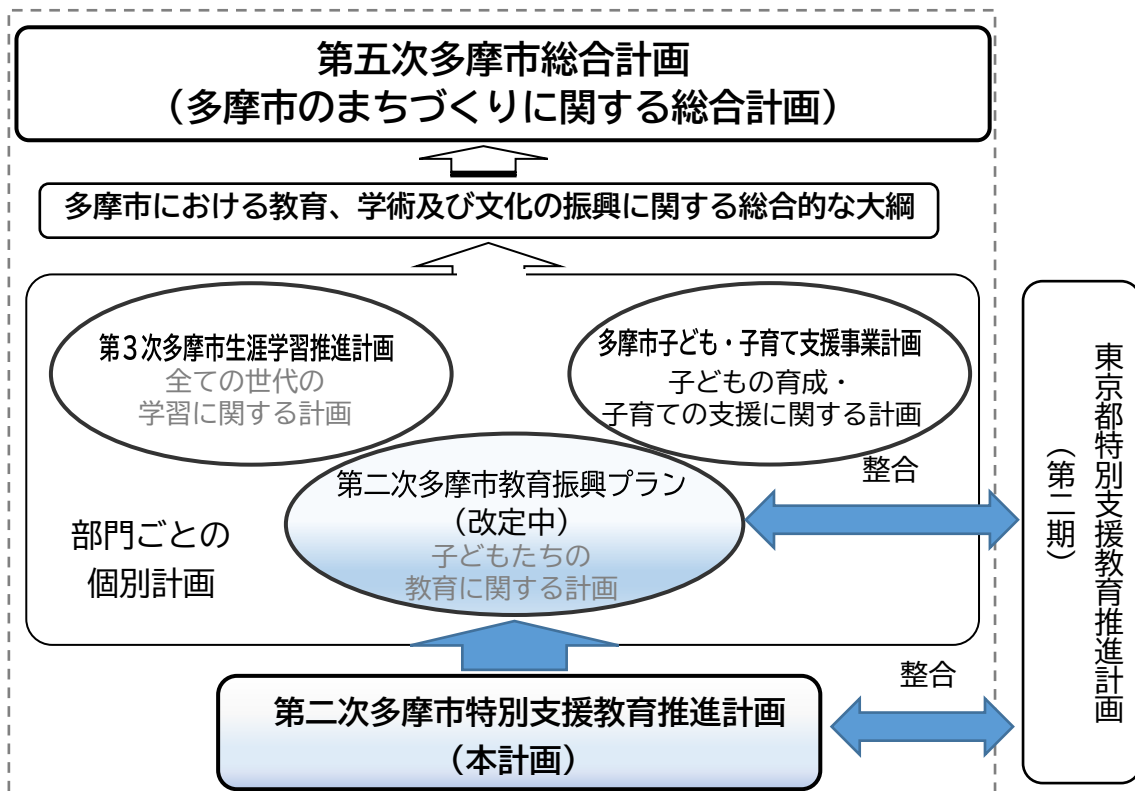 第五次多摩市総合計画
（多摩市のまちづくりに関する総合計画）
多摩市における教育、学術及び文化の振興に関する総合的な大綱
第３次多摩市生涯学習推進計画
全ての世代の
学習に関する計画
多摩市子ども・子育て支援事業計画
子どもの育成・
子育ての支援に関する計画
第二次多摩市教育振興プラン
（改定中）
子どもたちの
教育に関する計画
部門ごとの
個別計画
整合
東京都特別支援教育推進計画
（第二期）
整合
第二次多摩市特別支援教育推進計画
（本計画）